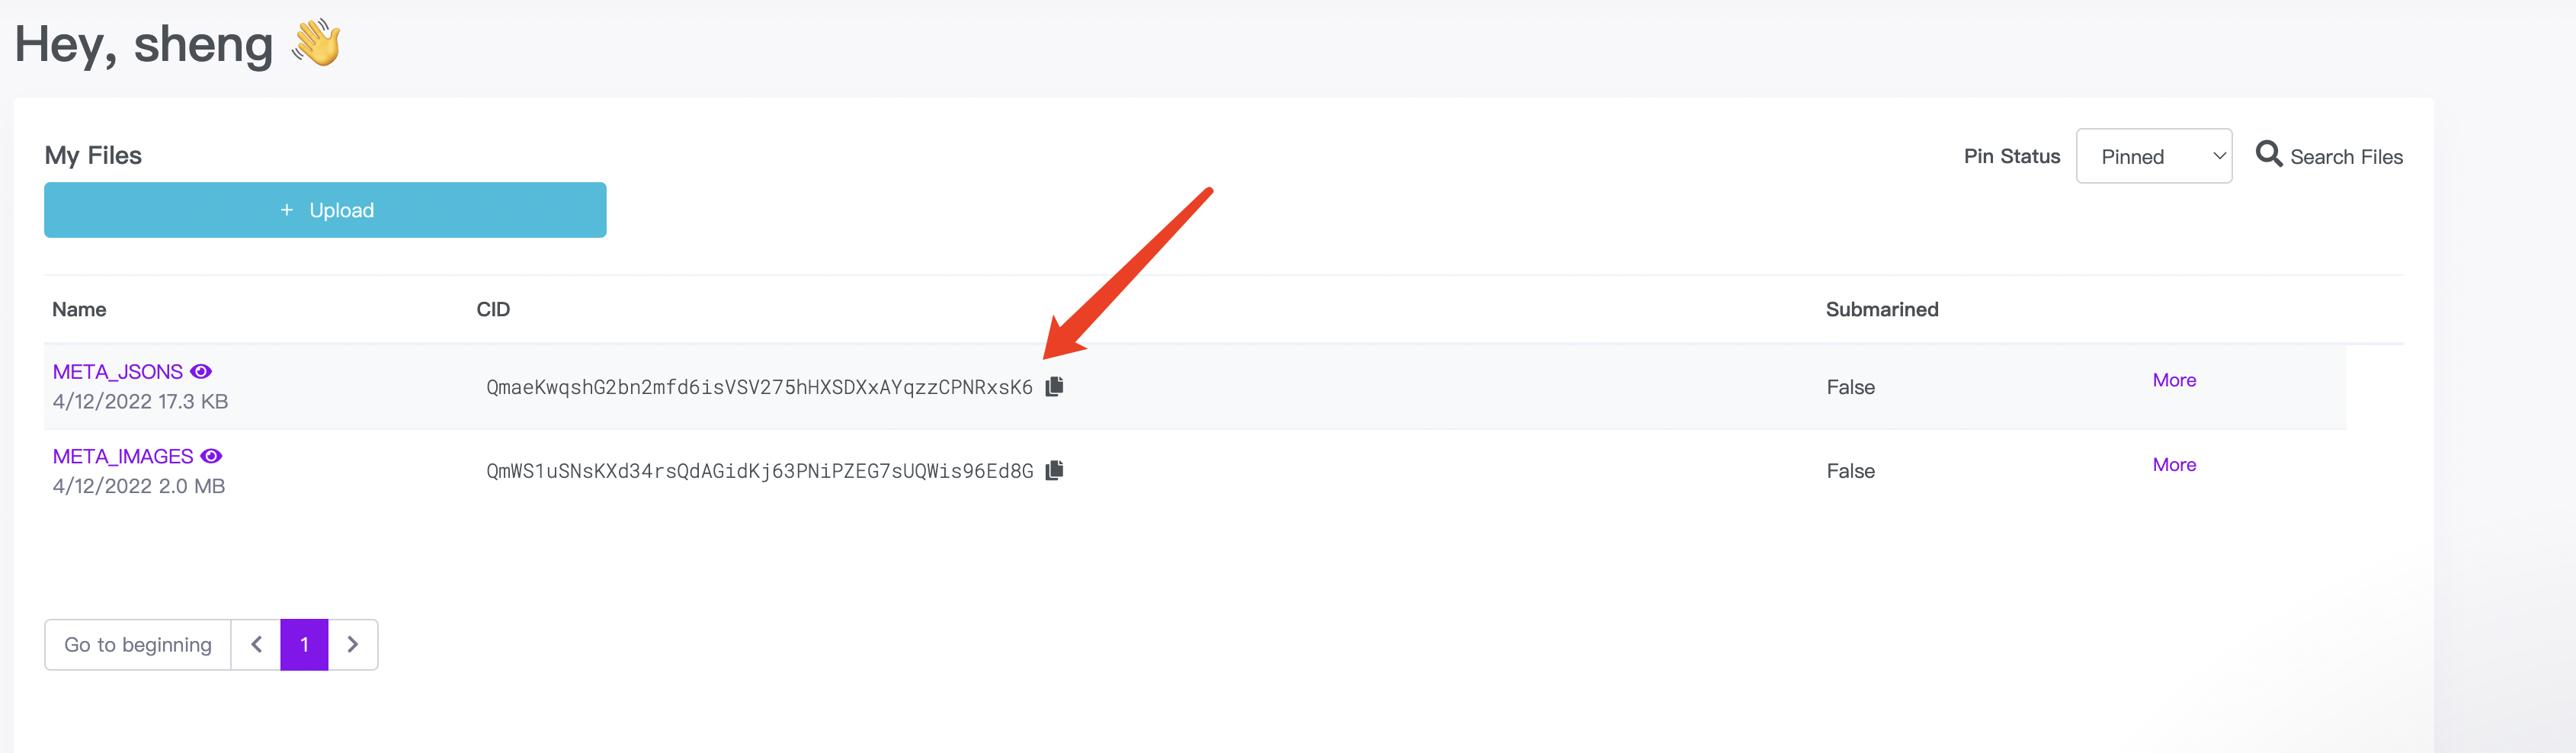 Hey, sheng 👋
My Files
Pin Status Pinned Search Files
+ Upload
Name CID Submarined
META_JSONS
4/12/2022 17.3 KB
QmaeKwqshG2bn2mfd6isVSV275hHXSDXxAYqzzCPNRxsK6 False More
META_IMAGES
4/12/2022 2.0 MB
QmWS1uSNsKXd34rsQdAGidKj63PNiPZEG7sUQWis96Ed8G False More
Go to beginning 1